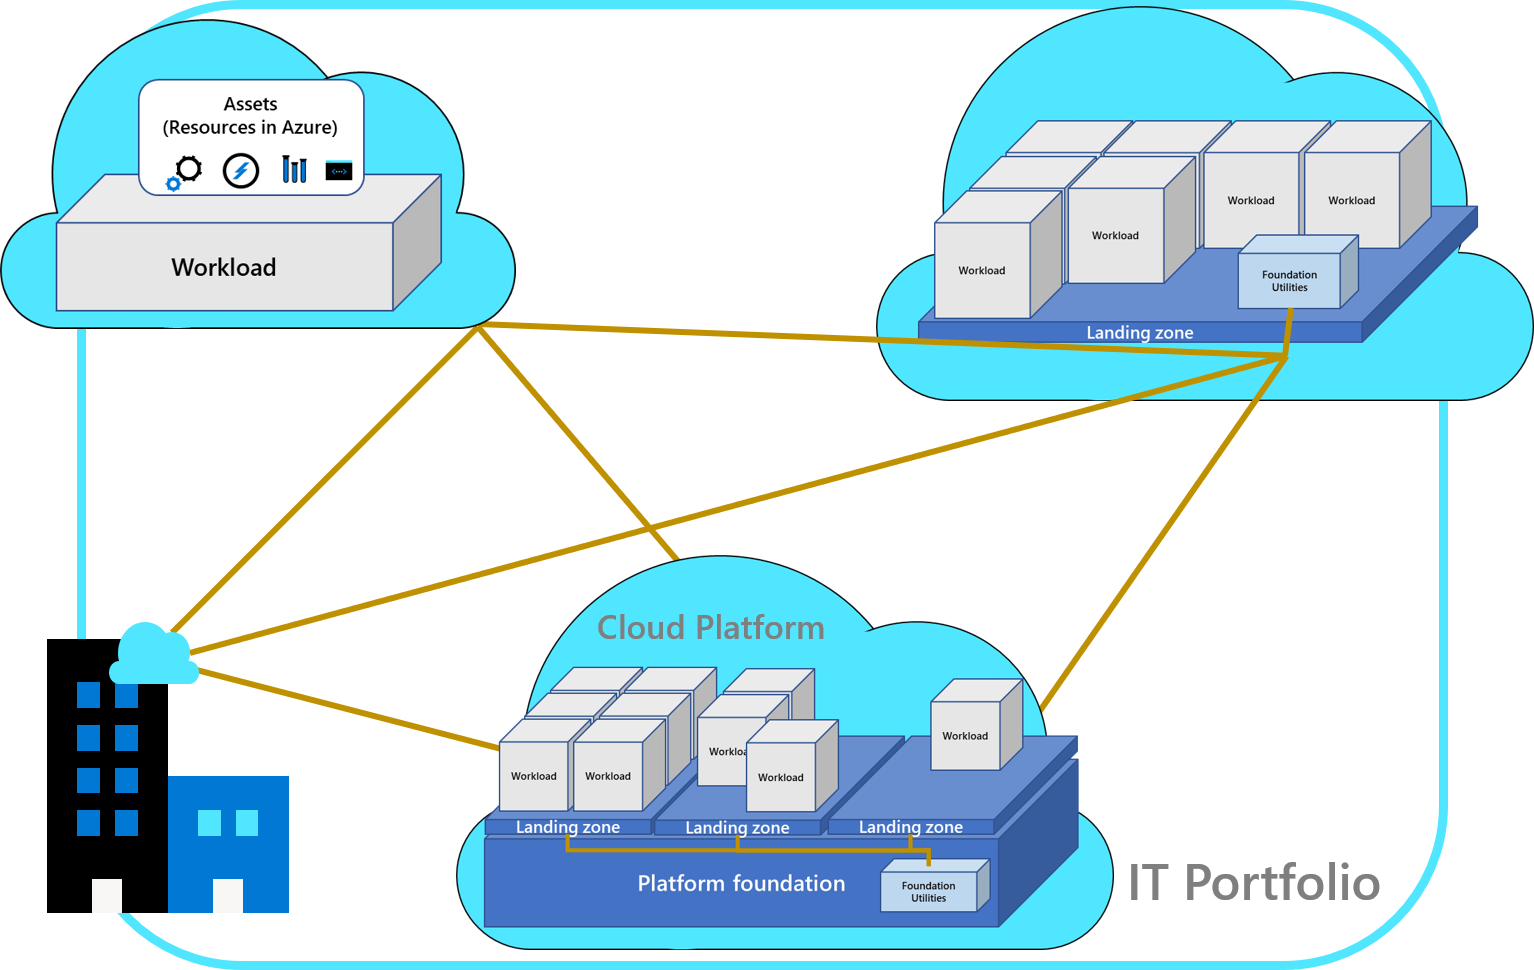 Assets
(Resources in Azure)
Workload
Workload
Workload
Workload
Workload
Foundation
Utilities
Landing zone
Cloud Platform
Workload
Workload
Workload
Workload
Landing zone
Landing zone
Landing zone
Platform foundation
Foundation
Utilities
IT Portfolio